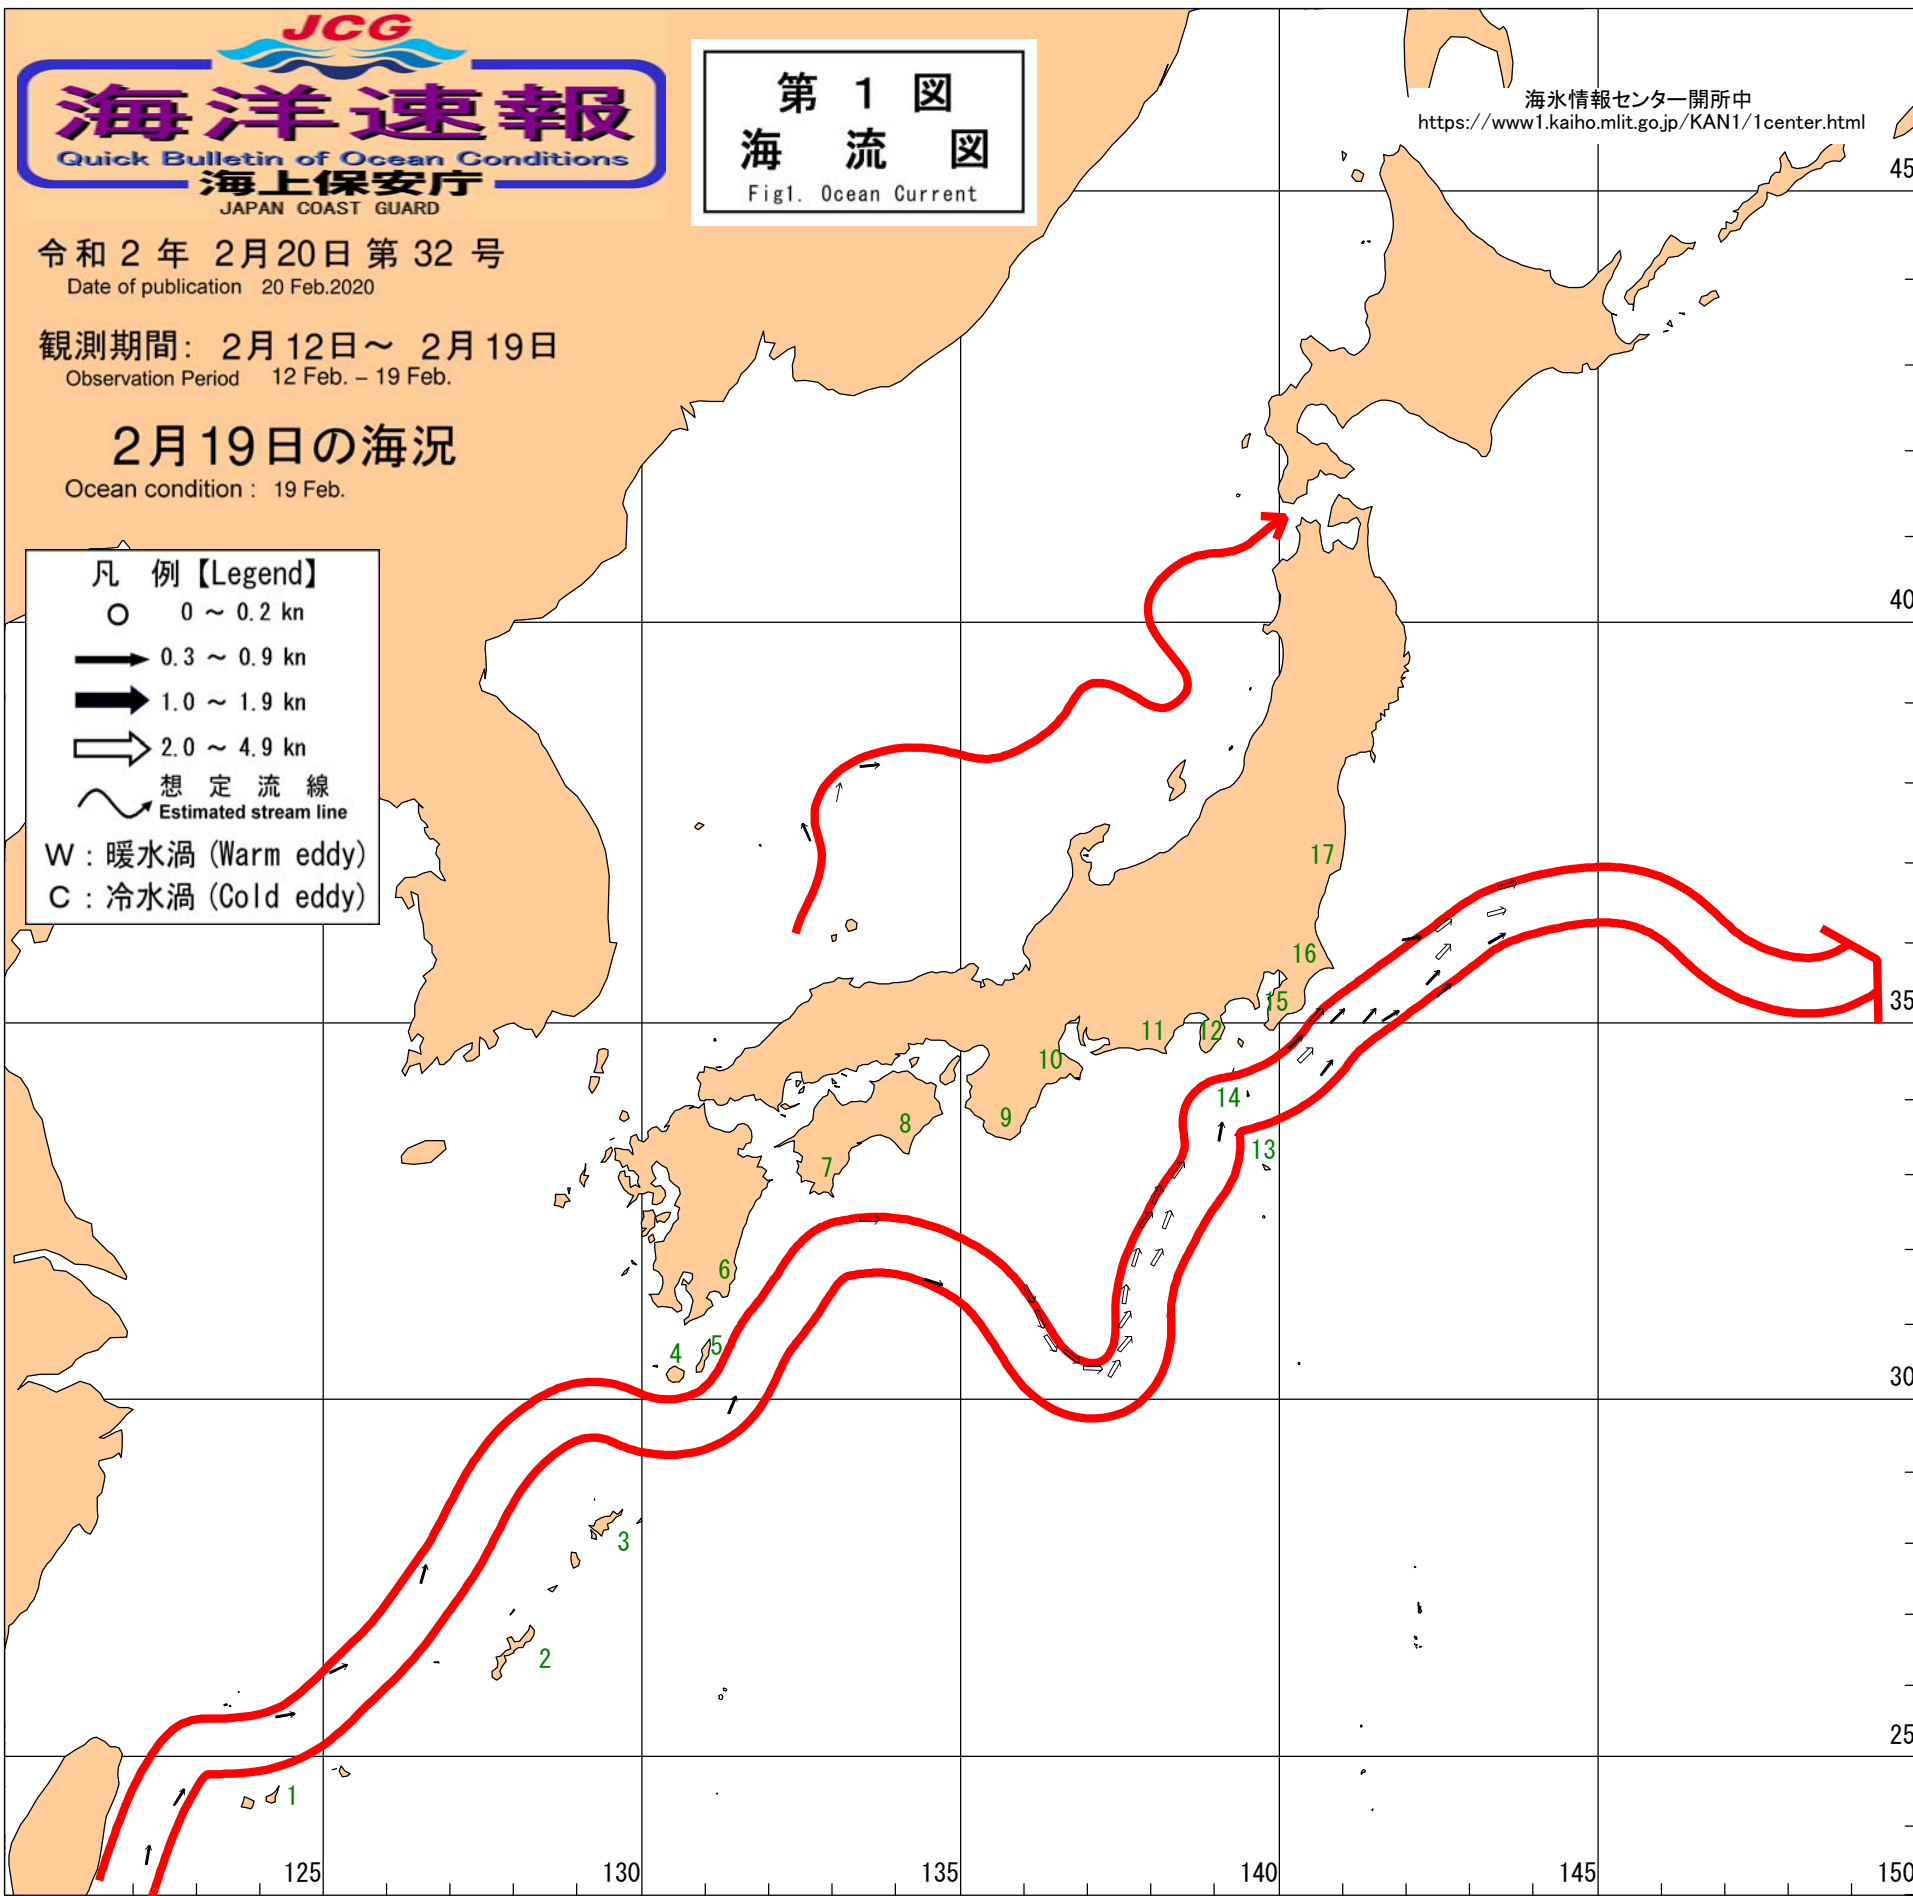 JCG
海洋速報
Quick Bulletin of Ocean Conditions
海上保安庁
JAPAN COAST GUARD
第 1 図
海 流 図
Fig1. Ocean Current
海氷情報センター開所中
https://www1.kaiho.mlit.go.jp/KAN1/1center.html
令和 2 年 2月20日 第 32 号
Date of publication 20 Feb.2020
観測期間: 2月12日～ 2月19日
Observation Period 12 Feb. – 19 Feb.
2月19日の海況
Ocean condition : 19 Feb.
凡 例【Legend】
0 ～ 0.2 kn
0.3 ～ 0.9 kn
1.0 ～ 1.9 kn
2.0 ～ 4.9 kn
想 定 流 線
Estimated stream line
W : 暖水渦 (Warm eddy)
C : 冷水渦 (Cold eddy)
45
40
17
16
35
15
12
11
10
14
9
8
13
7
6
5
4
30
3
2
25
1
125
130
135
140
145
150